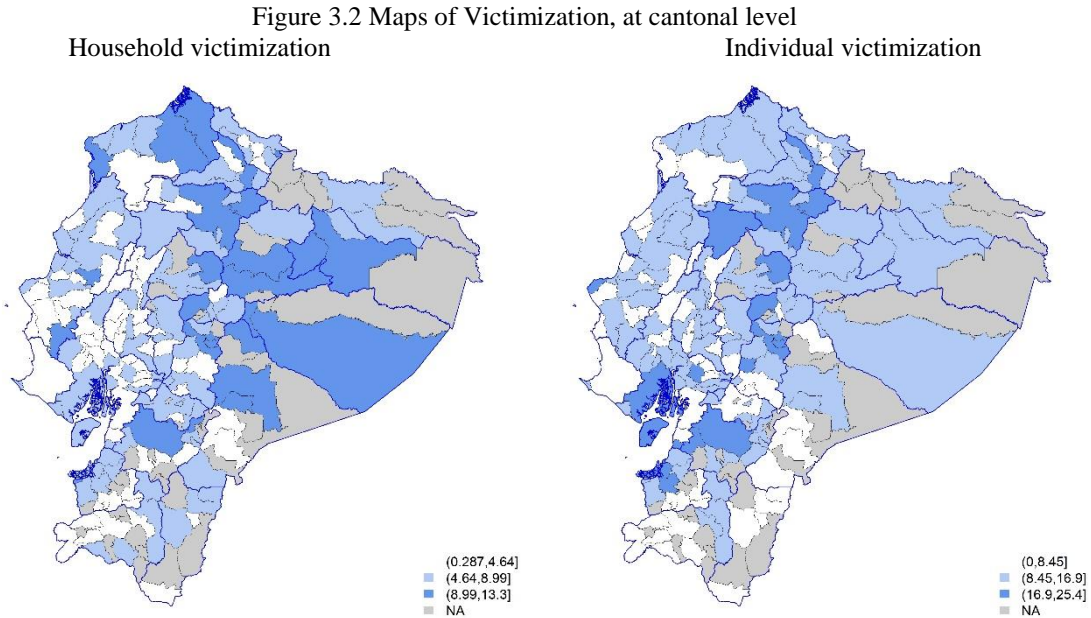 Figure 3.2 Maps of Victimization, at cantonal level
Household victimization
Individual victimization
(0.287,4.64]
(4.64,8.99]
(8.99,13.3]
NA
(0,8.45]
(8.45,16.9]
(16.9,25.4]
NA